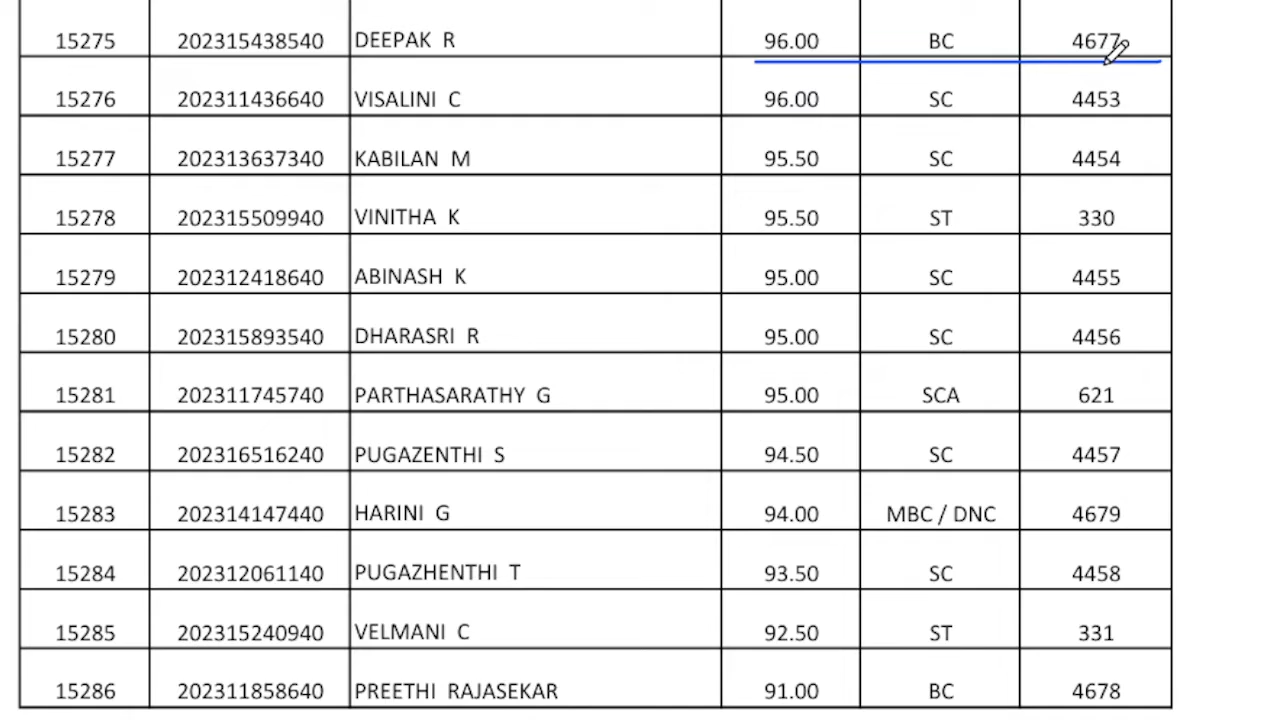 15275 202315438540 DEEPAK R 96.00 BC 4677
15276 202311436640 VISALINI C 96.00 SC 4453
15277 202313637340 KABILAN M 95.50 SC 4454
15278 202315509940 VINITHA K 95.50 ST 330
15279 202312418640 ABINASH K 95.00 SC 4455
15280 202315893540 DHARASRI R 95.00 SC 4456
15281 202311745740 PARTHASARATHY G 95.00 SCA 621
15282 202316516240 PUGAZENTHI S 94.50 SC 4457
15283 202314147440 HARINI G 94.00 MBC / DNC 4679
15284 202312061140 PUGAZHENTHI T 93.50 SC 4458
15285 202315240940 VELMANI C 92.50 ST 331
15286 202311858640 PREETHI RAJASEKAR 91.00 BC 4678